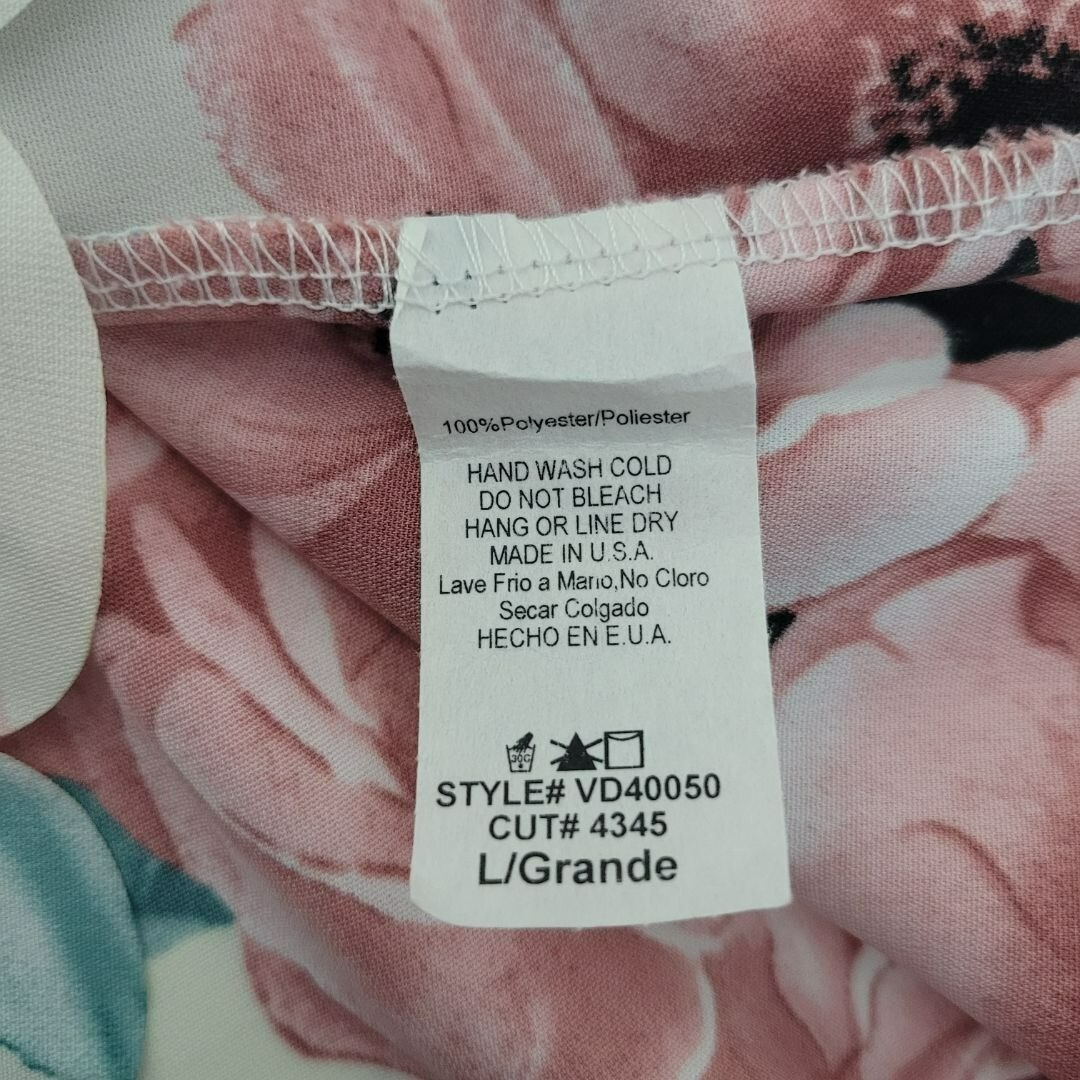 100%Polyester/Poliester
HAND WASH COLD
DO NOT BLEACH
HANG OR LINE DRY
MADE IN U.S.A.
Lave Frio a Mano,No Cloro
Secar Colgado
HECHO EN E.U.A.
30C
STYLE# VD40050
CUT# 4345
L/Grande